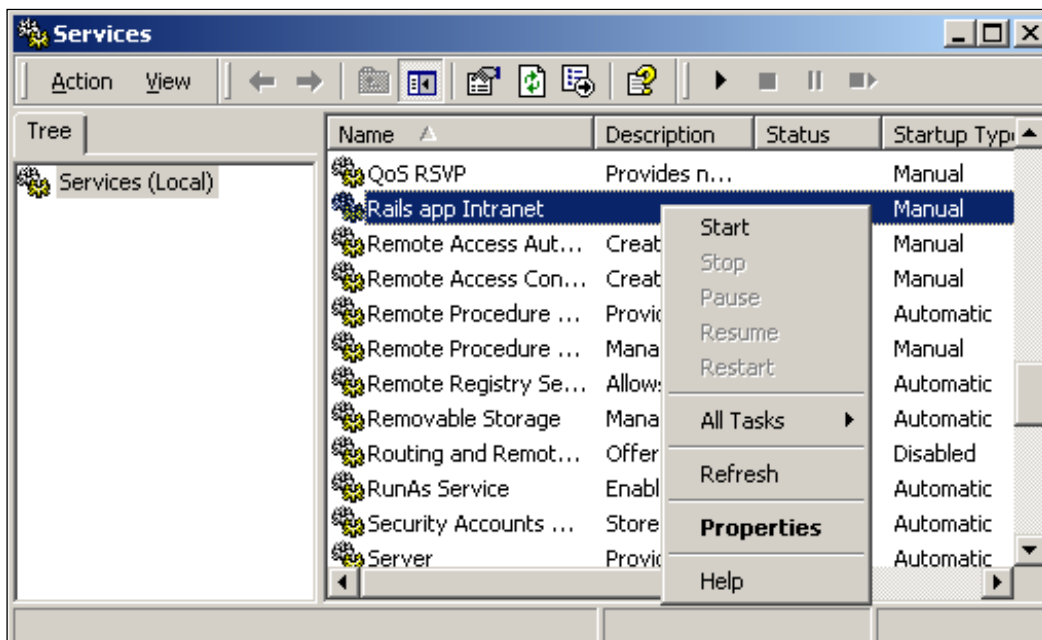 Services
Action View
Tree
Services (Local)
Name Description Status Startup Typ
QoS RSVP Provides n... Manual
Rails app Intranet Manual
Remote Access Aut... Creat Manual
Remote Access Con... Creat Manual
Remote Procedure ... Provid Automatic
Remote Procedure ... Mana Manual
Remote Registry Se... Allow Automatic
Removable Storage Mana Automatic
Routing and Remot... Offer Disabled
RunAs Service Enabl Automatic
Security Accounts ... Store Automatic
Server Provid Automatic
Start
Stop
Pause
Resume
Restart
All Tasks
Refresh
Properties
Help